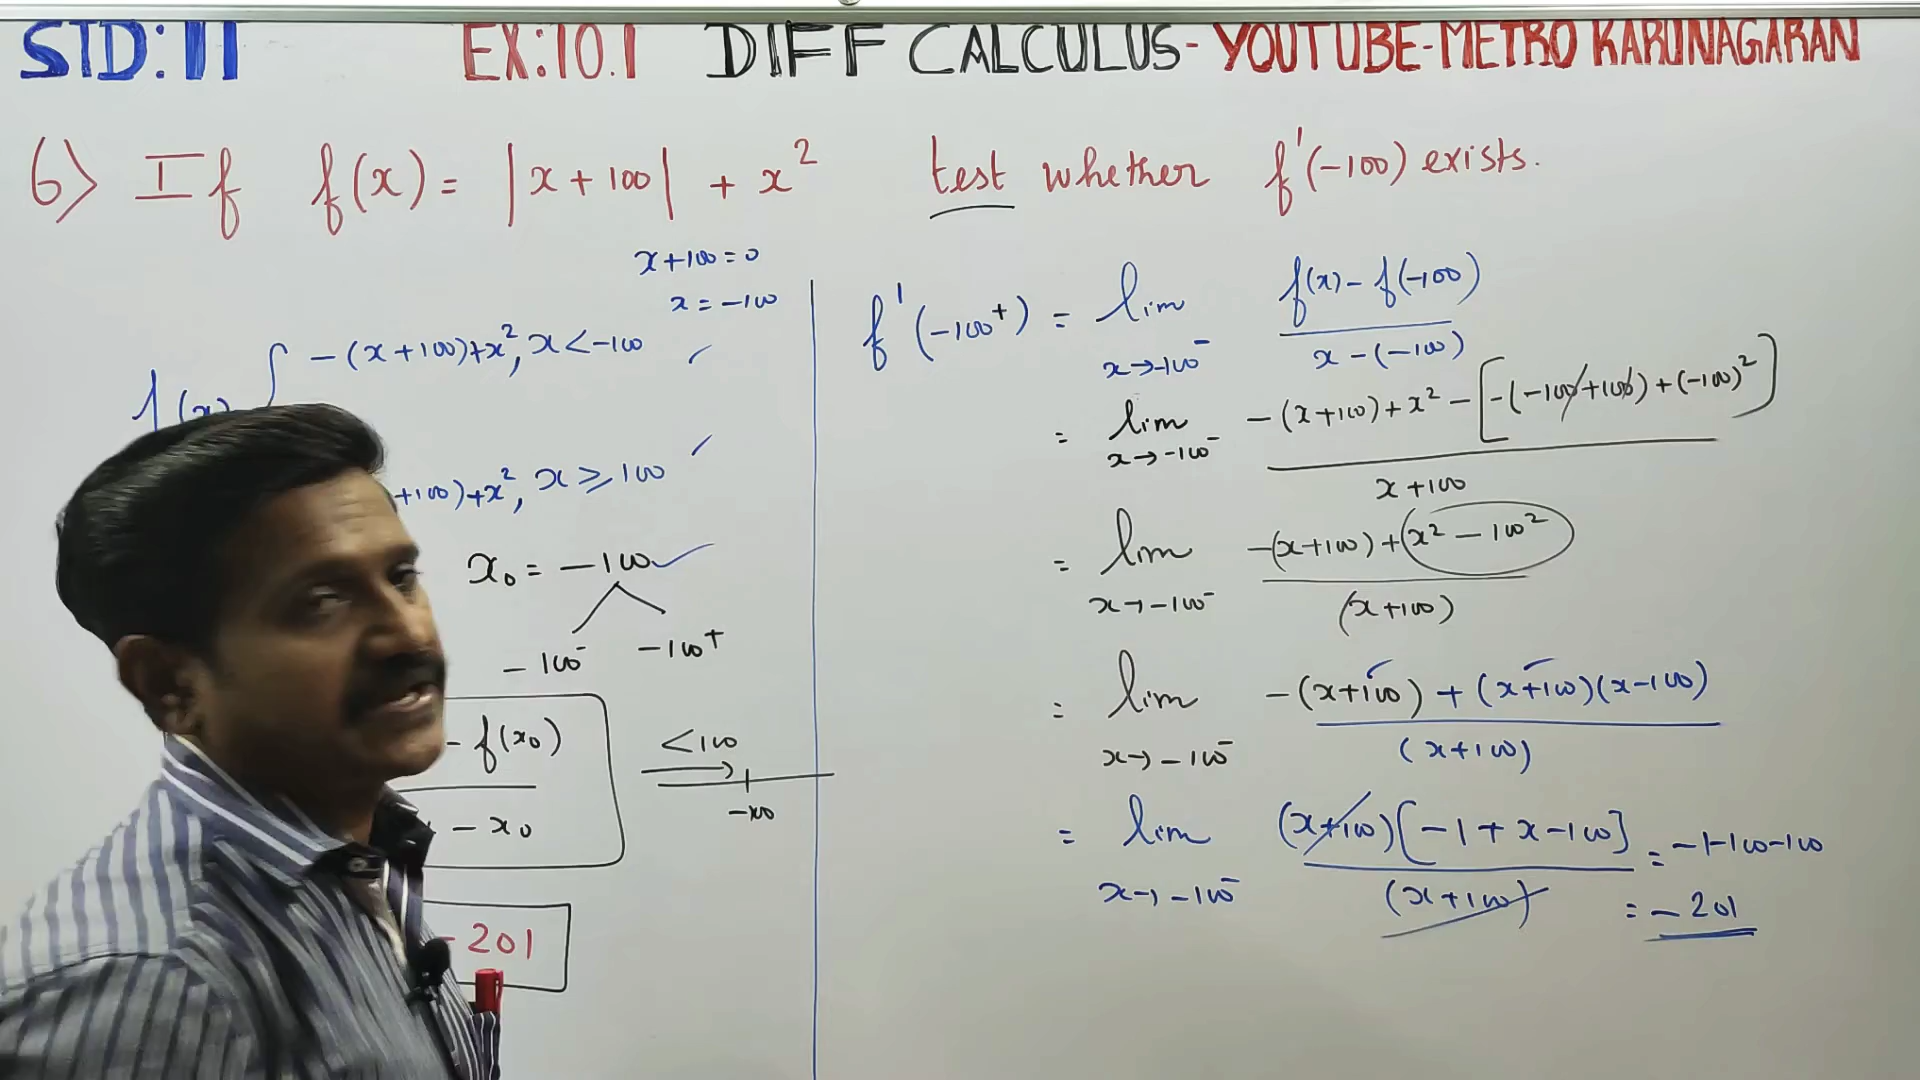 STD: 11 EX: 10.1 DIFF CALCULUS - YOUTUBE - METRO KARUNAGARAN
6) If f(x) = |x + 100| + x² test whether f'(-100) exists.
x+100 = 0
x = -100
-(x+100)+x², x < -100
f(x)
+100)+x², x ≥ 100
x₀ = -100
-100⁻ -100⁺
- f(x₀)
- x₀
< 100
-100
- 201
f'(-100⁺) = lim x→-100⁻ f(x) - f(-100) / x - (-100)
= lim x→-100⁻ -(x+100) + x² - [-(-100+100) + (-100)²] / x+100
= lim x→-100⁻ -(x+100) + (x² - 100² / (x+100)
= lim x→-100⁻ -(x+100) + (x+100)(x-100) / (x+100)
= lim x→-100⁻ (x+100)[-1 + x - 100] / (x+100) = -1-100-100
= -201